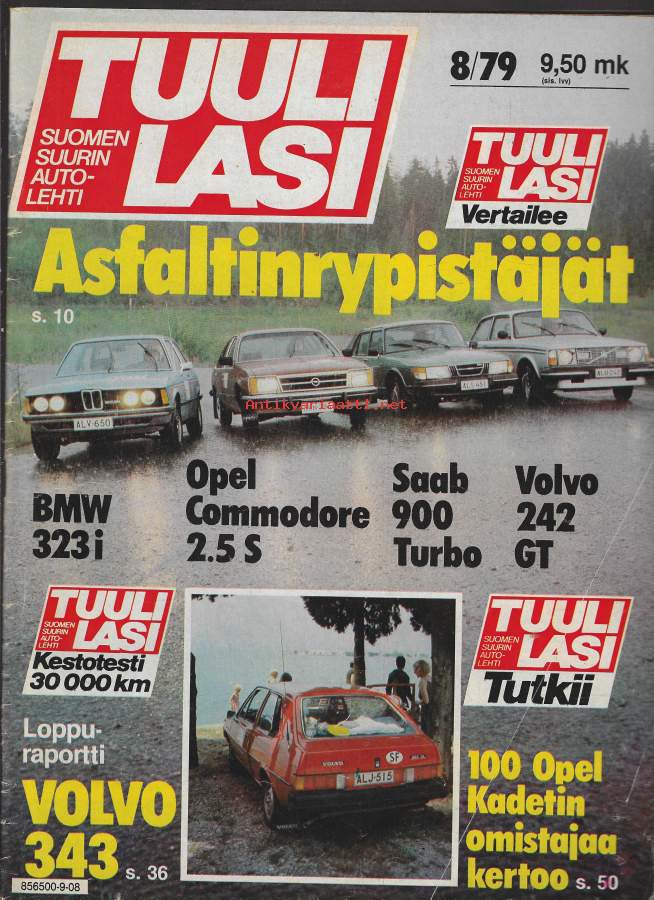 TUULI
LASI
SUOMEN
SUURIN
AUTO-
LEHTI
8/79 9,50 mk
(sis. lvv)
TUULI
LASI
SUOMEN
SUURIN
AUTO-
LEHTI
Vertailee
Asfaltinrypistäjät
s. 10
ALV-650
Antikvariaatti.net
BMW
323i
Opel
Commodore
2.5 S
Saab
900
Turbo
Volvo
242
GT
TUULI
LASI
SUOMEN
SUURIN
AUTO-
LEHTI
Kestotesti
30 000 km
Loppu-
raportti
VOLVO
343 s. 36
VOLVO
SF
ALJ-515
TUULI
LASI
SUOMEN
SUURIN
AUTO-
LEHTI
Tutkii
100 Opel
Kadetin
omistajaa
kertoo s. 50
856500-9-08